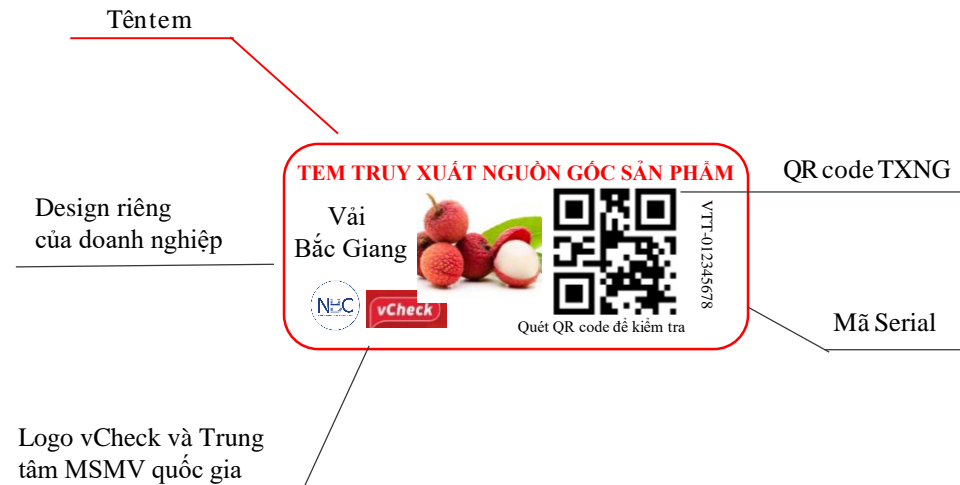 Tên tem
TEM TRUY XUẤT NGUỒN GỐC SẢN PHẨM
QR code TXNG
Design riêng
của doanh nghiệp
Vải
Bắc Giang
VTT-012345678
NBC
vCheck
Quét QR code để kiểm tra
Mã Serial
Logo vCheck và Trung
tâm MSMV quốc gia